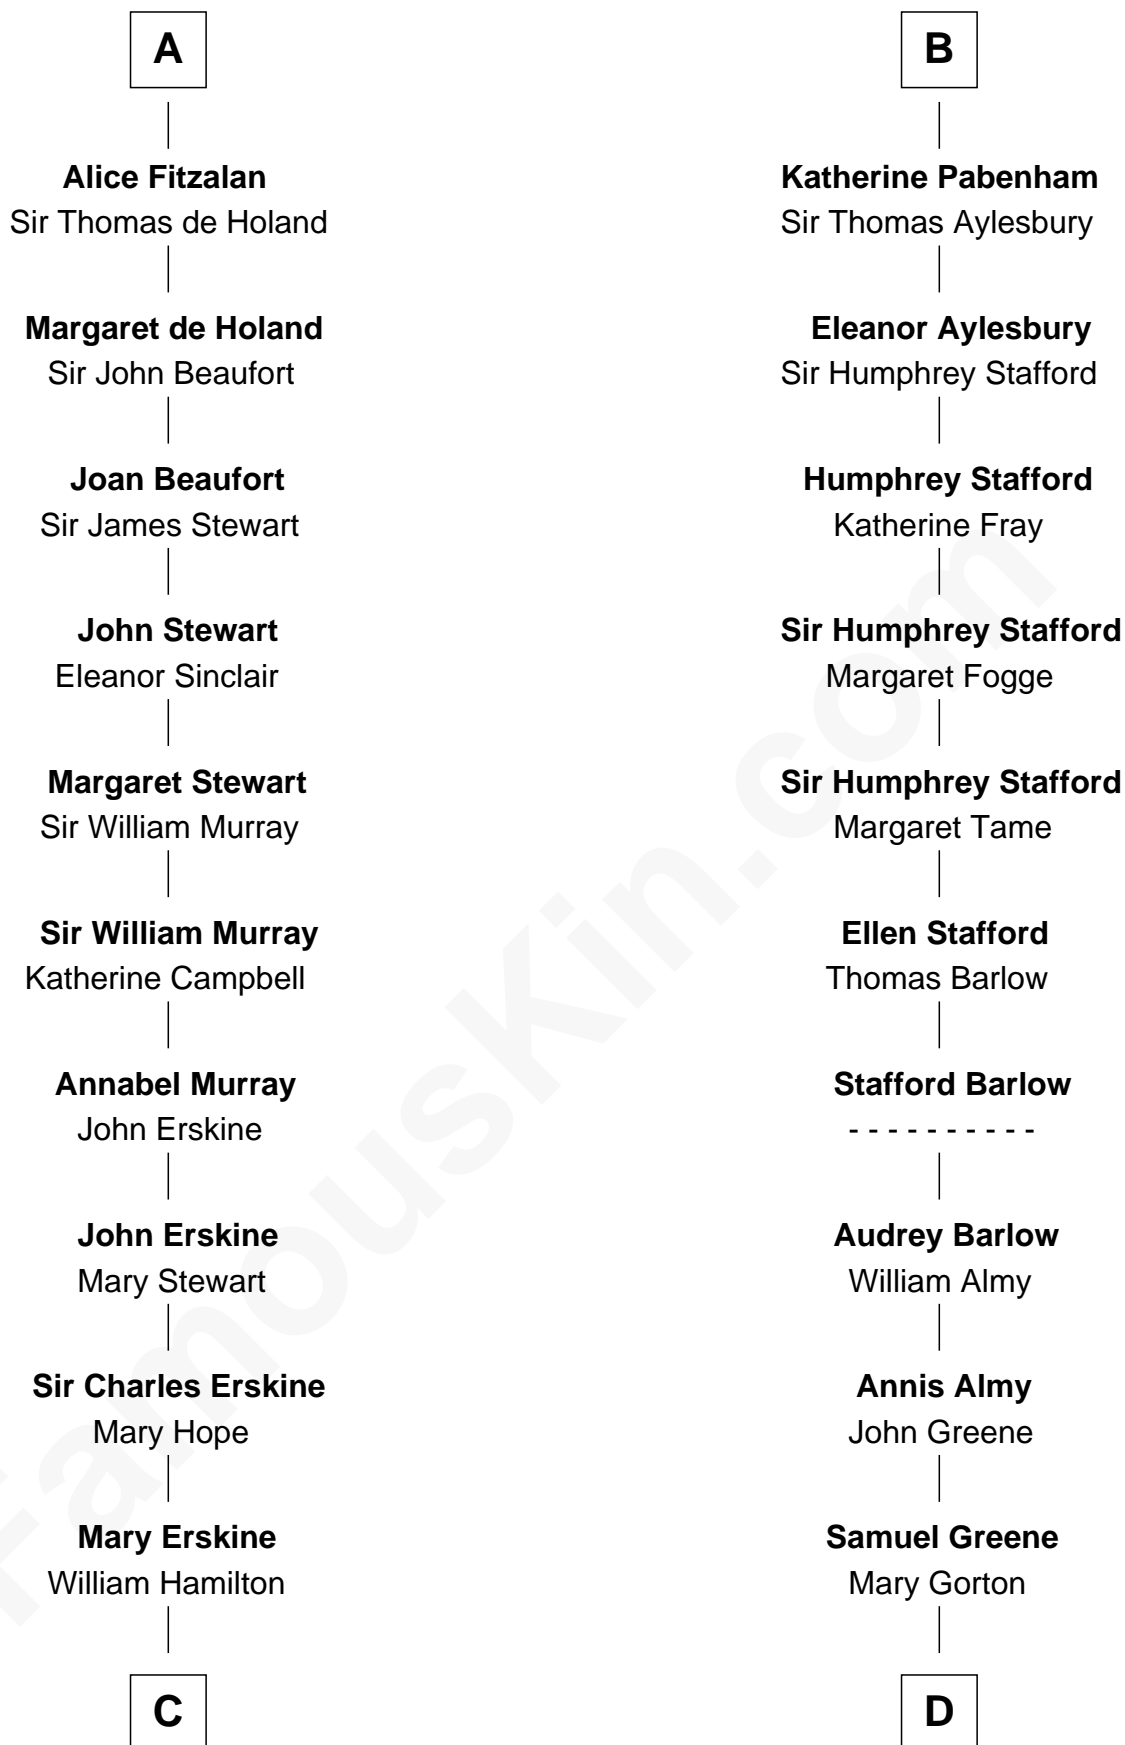 A
Alice Fitzalan
Sir Thomas de Holand
Margaret de Holand
Sir John Beaufort
Joan Beaufort
Sir James Stewart
John Stewart
Eleanor Sinclair
Margaret Stewart
Sir William Murray
Sir William Murray
Katherine Campbell
Annabel Murray
John Erskine
John Erskine
Mary Stewart
Sir Charles Erskine
Mary Hope
Mary Erskine
William Hamilton
C
B
Katherine Pabenham
Sir Thomas Aylesbury
Eleanor Aylesbury
Sir Humphrey Stafford
Humphrey Stafford
Katherine Fray
Sir Humphrey Stafford
Margaret Fogge
Sir Humphrey Stafford
Margaret Tame
Ellen Stafford
Thomas Barlow
Stafford Barlow
- - - - - - - - - -
Audrey Barlow
William Almy
Annis Almy
John Greene
Samuel Greene
Mary Gorton
D
FamousKin.com